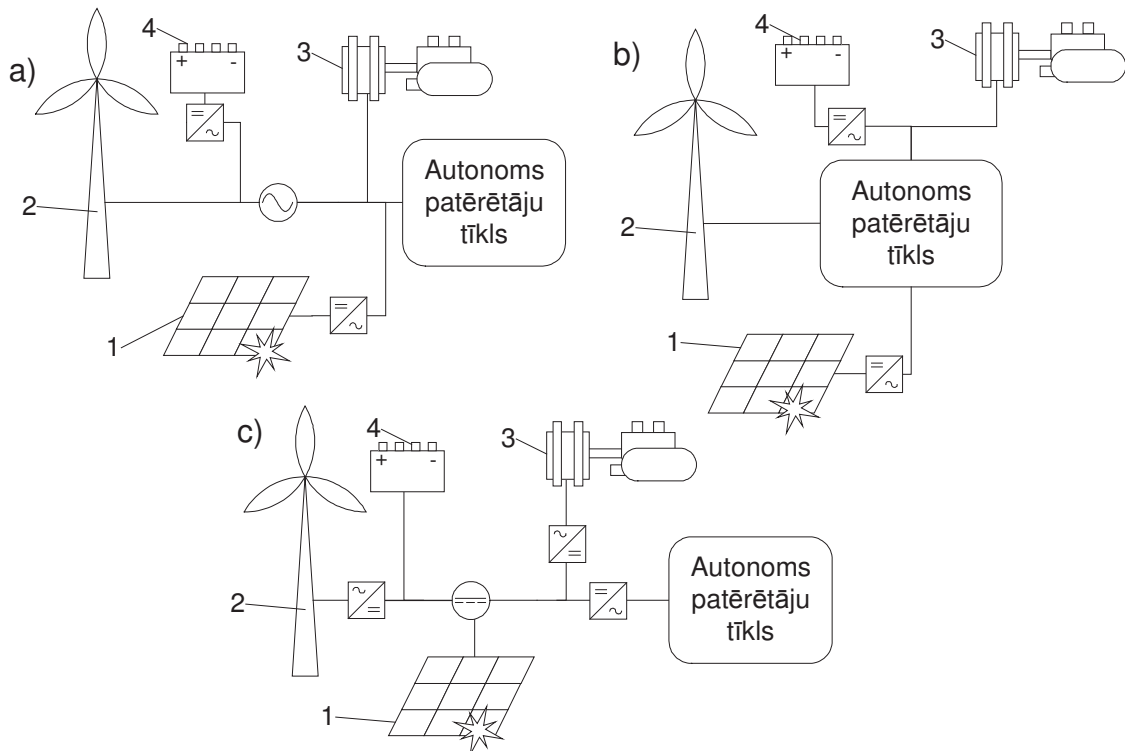 a)
4
+ -
3
2
Autonoms
patērētāju
tīkls
1
b)
4
+ -
3
2
Autonoms
patērētāju
tīkls
1
c)
4
+ -
3
2
Autonoms
patērētāju
tīkls
1